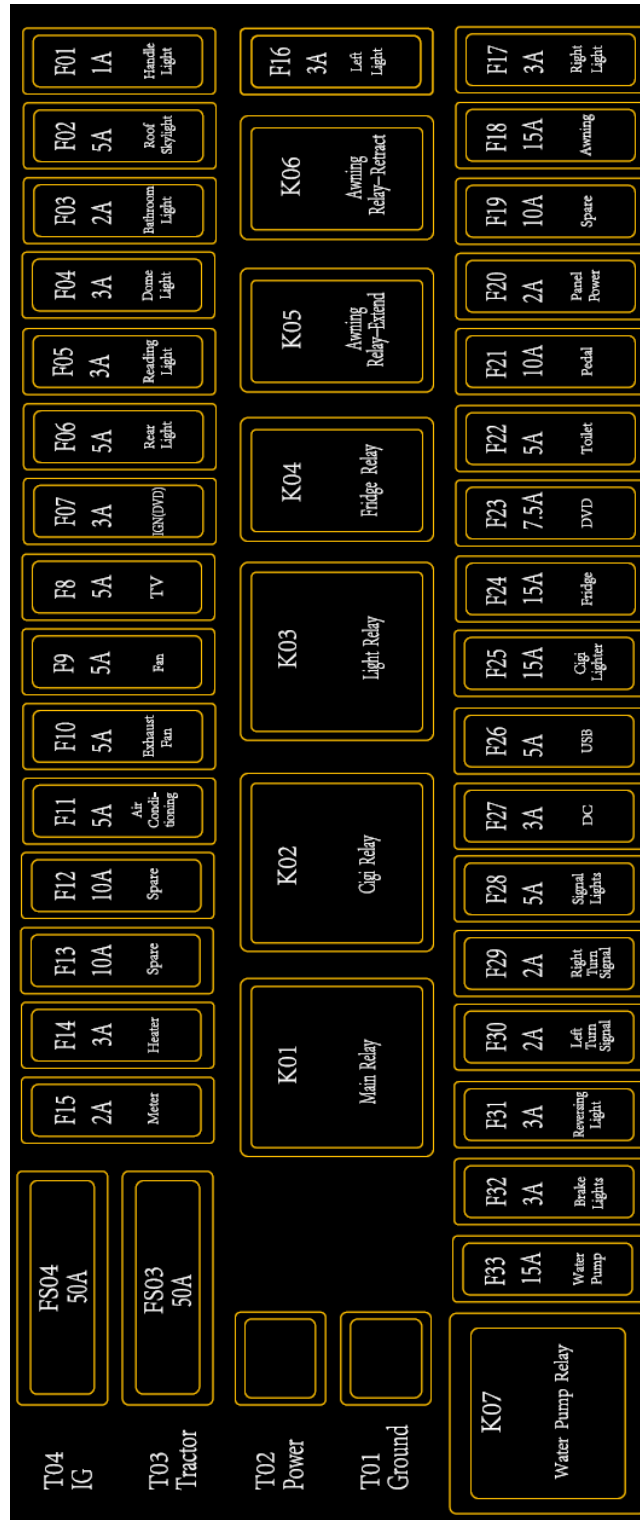 F01
1A
Handle
Light
F02
5A
Roof
Skylight
F03
2A
Bathroom
Light
F04
3A
Dome
Light
F05
3A
Reading
Light
F06
5A
Rear
Light
F07
3A
IGN(DVD)
F8
5A
TV
F9
5A
Fan
F10
5A
Exhaust
Fan
F11
5A
Air
Condi-
tioning
F12
10A
Spare
F13
10A
Spare
F14
3A
Heater
F15
2A
Meter
FS04
50A
FS03
50A
T04
IG
T03
Tractor
F16
3A
Left
Light
K06
Awning
Relay-Retract
K05
Awning
Relay-Extend
K04
Fridge Relay
K03
Light Relay
K02
Cigi Relay
K01
Main Relay
T02
Power
T01
Ground
F17
3A
Right
Light
F18
15A
Awning
F19
10A
Spare
F20
2A
Panel
Power
F21
10A
Pedal
F22
5A
Toilet
F23
7.5A
DVD
F24
15A
Fridge
F25
15A
Cigi
Lighter
F26
5A
USB
F27
3A
DC
F28
5A
Signal
Lights
F29
2A
Right
Turn
Signal
F30
2A
Left
Turn
Signal
F31
3A
Reversing
Light
F32
3A
Brake
Lights
F33
15A
Water
Pump
K07
Water Pump Relay